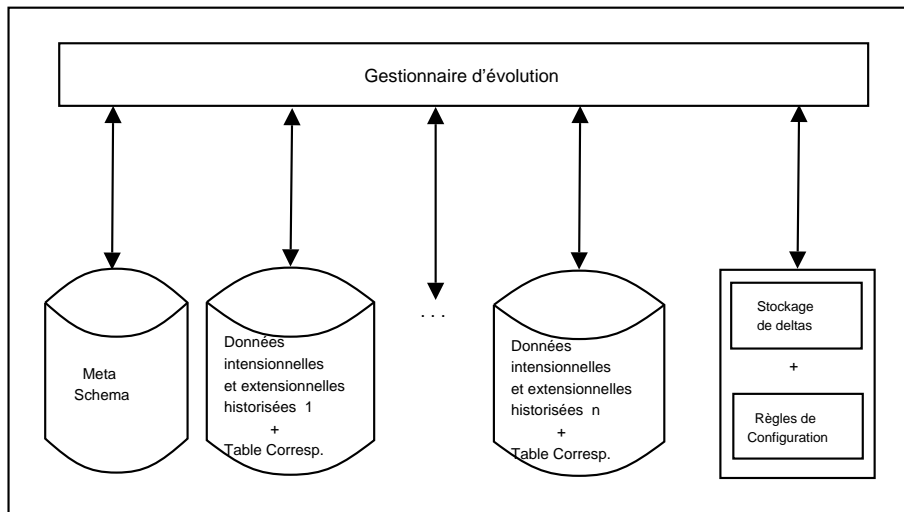 Gestionnaire d'évolution
Meta
Schema
Données
intensionnelles
et extensionnelles
historisées 1
+
Table Corresp.
. . .
Données
intensionnelles
et extensionnelles
historisées n
+
Table Corresp.
Stockage
de deltas
+
Règles de
Configuration